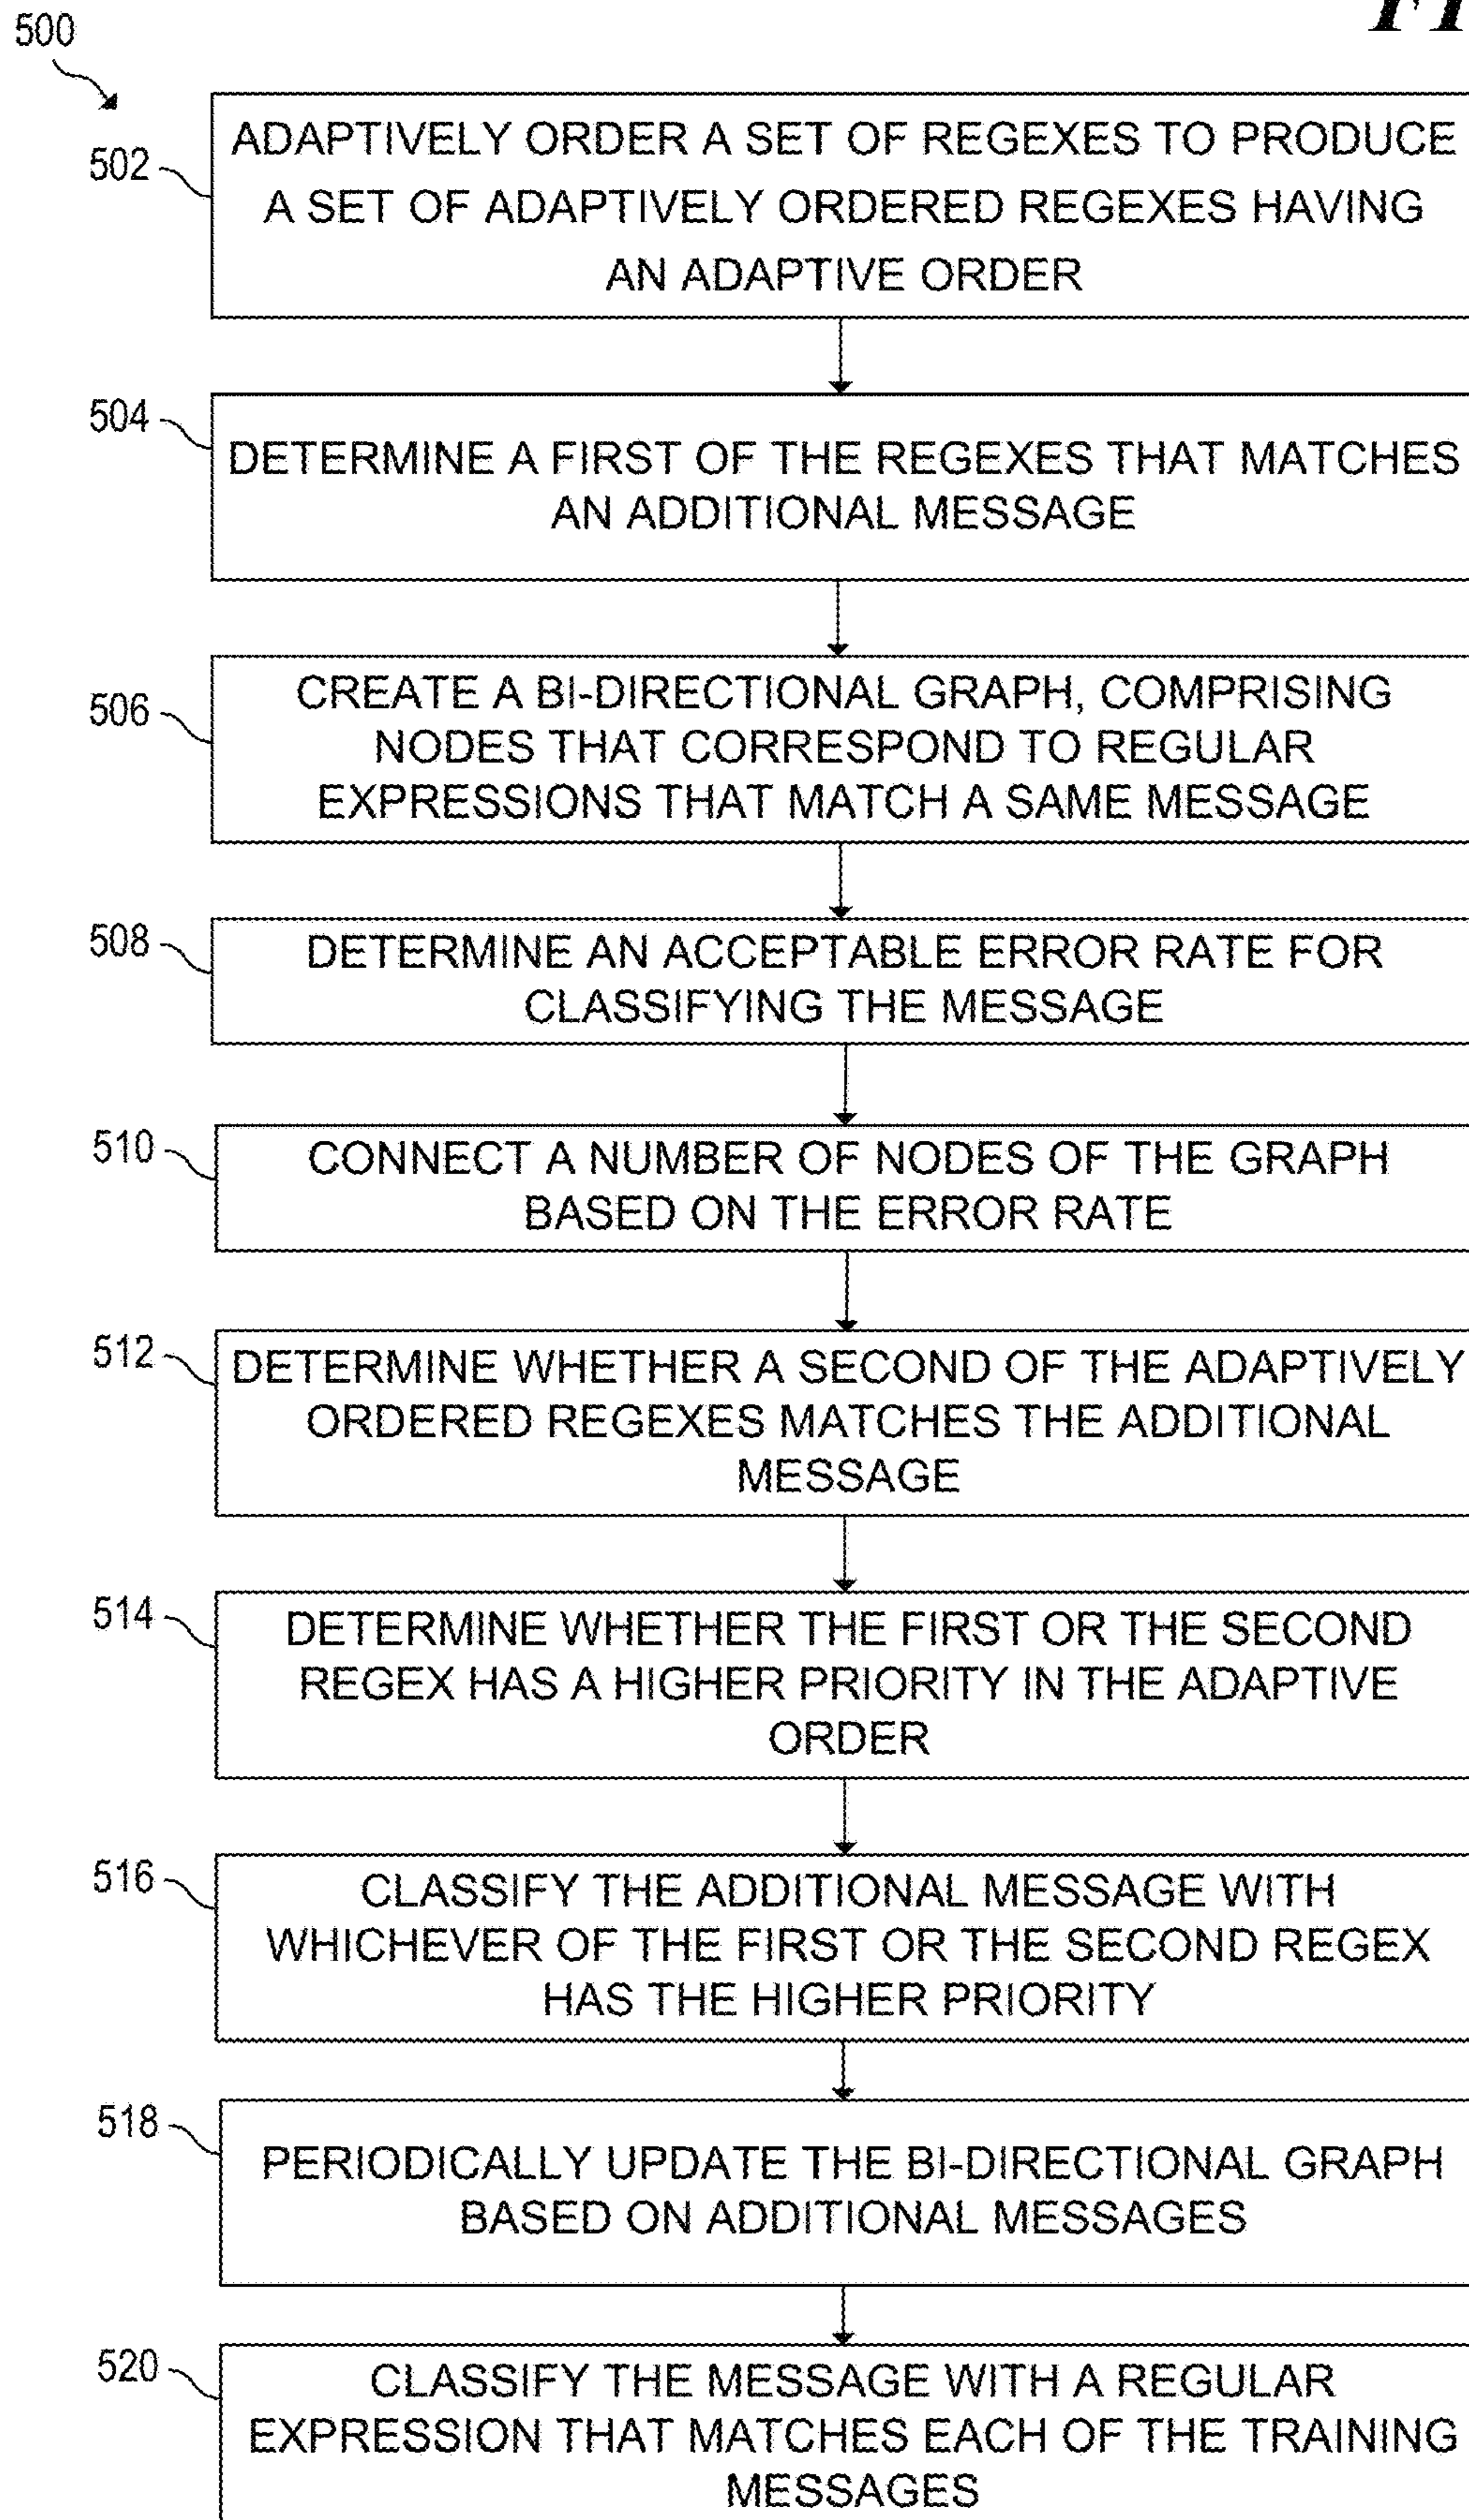 500
502
ADAPTIVELY ORDER A SET OF REGEXES TO PRODUCE
A SET OF ADAPTIVELY ORDERED REGEXES HAVING
AN ADAPTIVE ORDER
504
DETERMINE A FIRST OF THE REGEXES THAT MATCHES
AN ADDITIONAL MESSAGE
506
CREATE A BI-DIRECTIONAL GRAPH, COMPRISING
NODES THAT CORRESPOND TO REGULAR
EXPRESSIONS THAT MATCH A SAME MESSAGE
508
DETERMINE AN ACCEPTABLE ERROR RATE FOR
CLASSIFYING THE MESSAGE
510
CONNECT A NUMBER OF NODES OF THE GRAPH
BASED ON THE ERROR RATE
512
DETERMINE WHETHER A SECOND OF THE ADAPTIVELY
ORDERED REGEXES MATCHES THE ADDITIONAL
MESSAGE
514
DETERMINE WHETHER THE FIRST OR THE SECOND
REGEX HAS A HIGHER PRIORITY IN THE ADAPTIVE
ORDER
516
CLASSIFY THE ADDITIONAL MESSAGE WITH
WHICHEVER OF THE FIRST OR THE SECOND REGEX
HAS THE HIGHER PRIORITY
518
PERIODICALLY UPDATE THE BI-DIRECTIONAL GRAPH
BASED ON ADDITIONAL MESSAGES
520
CLASSIFY THE MESSAGE WITH A REGULAR
EXPRESSION THAT MATCHES EACH OF THE TRAINING
MESSAGES